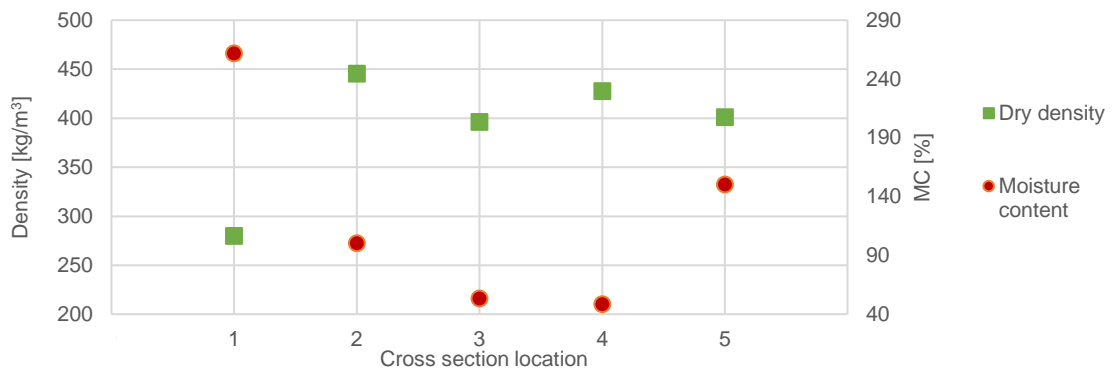 500
450
400
350
300
250
200
Density [kg/m³]
290
240
190
140
90
40
MC [%]
1 2 3 4 5
Cross section location
Dry density
Moisture
content